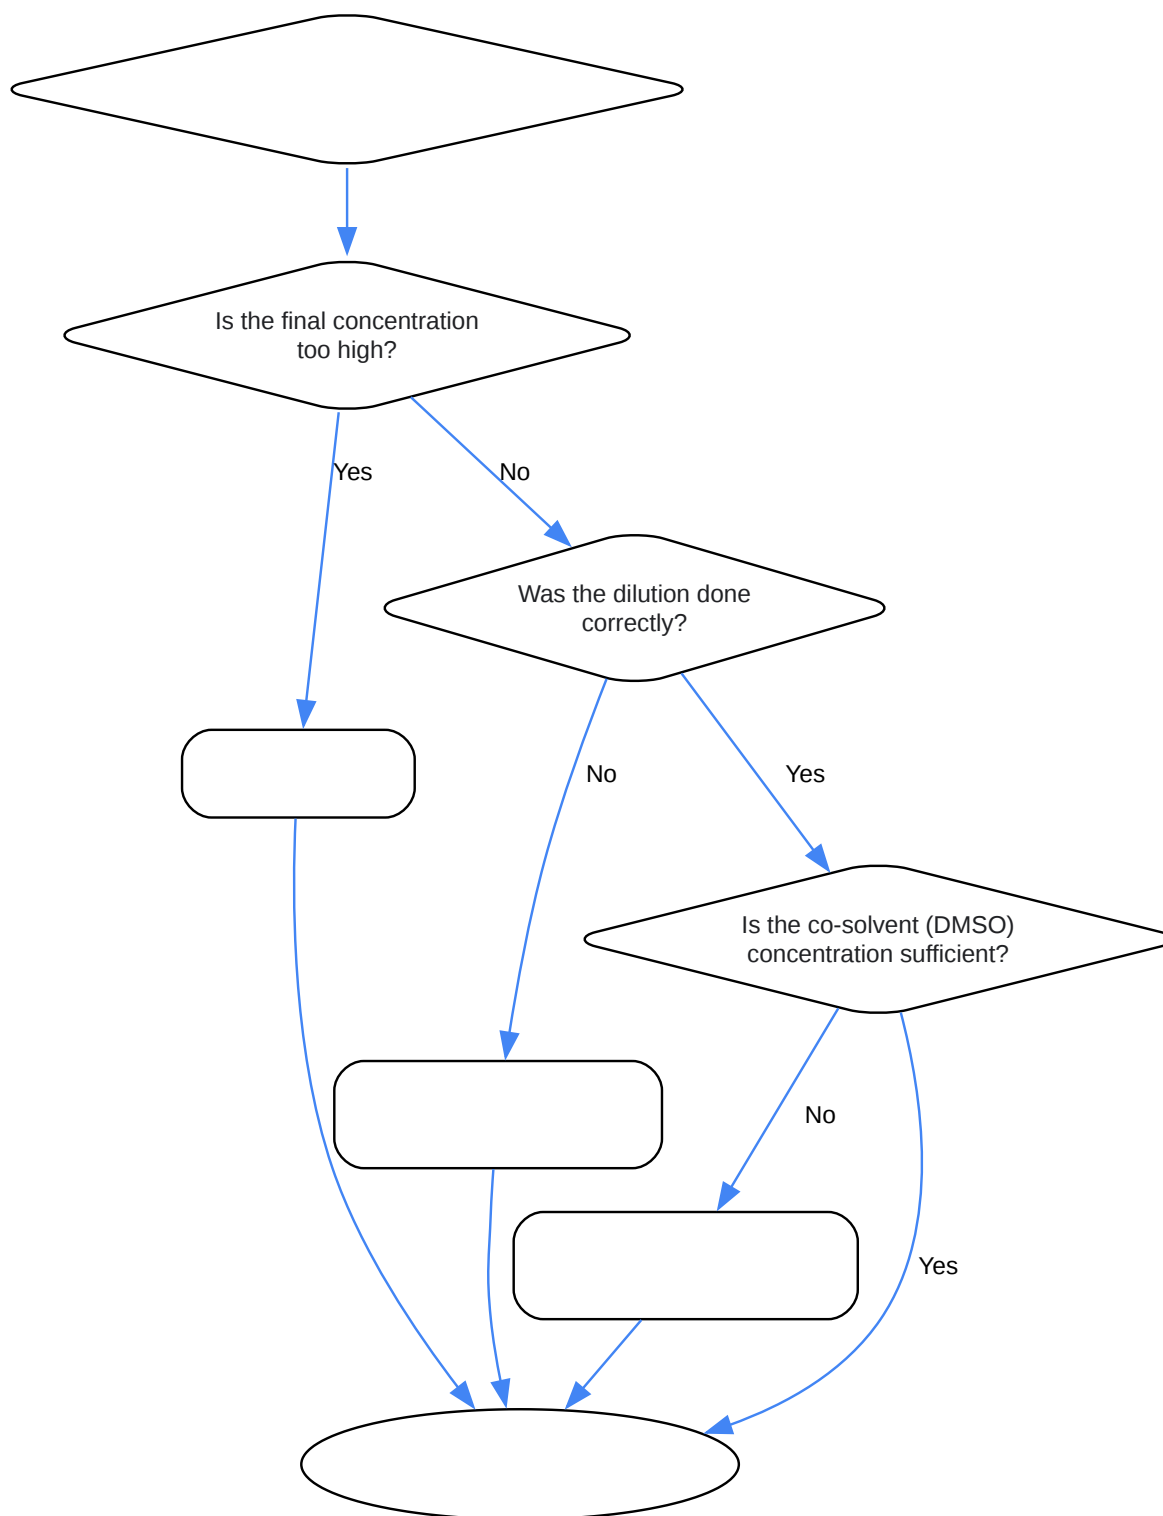 Is the final concentration
too high?
Yes
No
Was the dilution done
correctly?
No
Yes
Is the co-solvent (DMSO)
concentration sufficient?
No
Yes